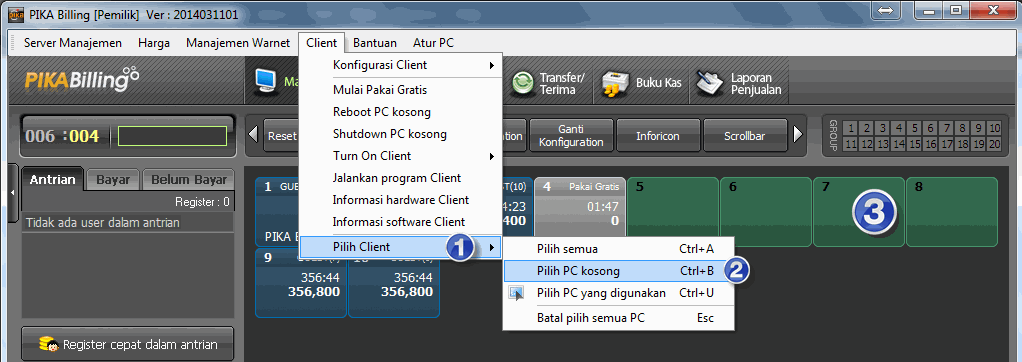 PIKA Billing [Pemilik] Ver : 2014031101
Server Manajemen Harga Manajemen Warnet Client Bantuan Atur PC
PIKABilling
Ma
Transfer/
Terima
Buku Kas
Laporan
Penjualan
006 :004
Reset
ation
Ganti
Konfiguration
Inforicon
Scrollbar
GROUP
1 2 3 4 5 6 7 8 9 10
11 12 13 14 15 16 17 18 19 20
Konfigurasi Client
Mulai Pakai Gratis
Reboot PC kosong
Shutdown PC kosong
Turn On Client
Jalankan program Client
Informasi hardware Client
Informasi software Client
Pilih Client
1
Pilih semua Ctrl+A
Pilih PC kosong Ctrl+B
2
Pilih PC yang digunakan Ctrl+U
Batal pilih semua PC Esc
Antrian Bayar Belum Bayar
Register : 0
Tidak ada user dalam antrian
Register cepat dalam antrian
1 GUE
PIKA B
ST(10)
4:23
400
4 Pakai Gratis
01:47
0
5
6
7
3
8
9
356:44
356,800
10
356:44
356,800